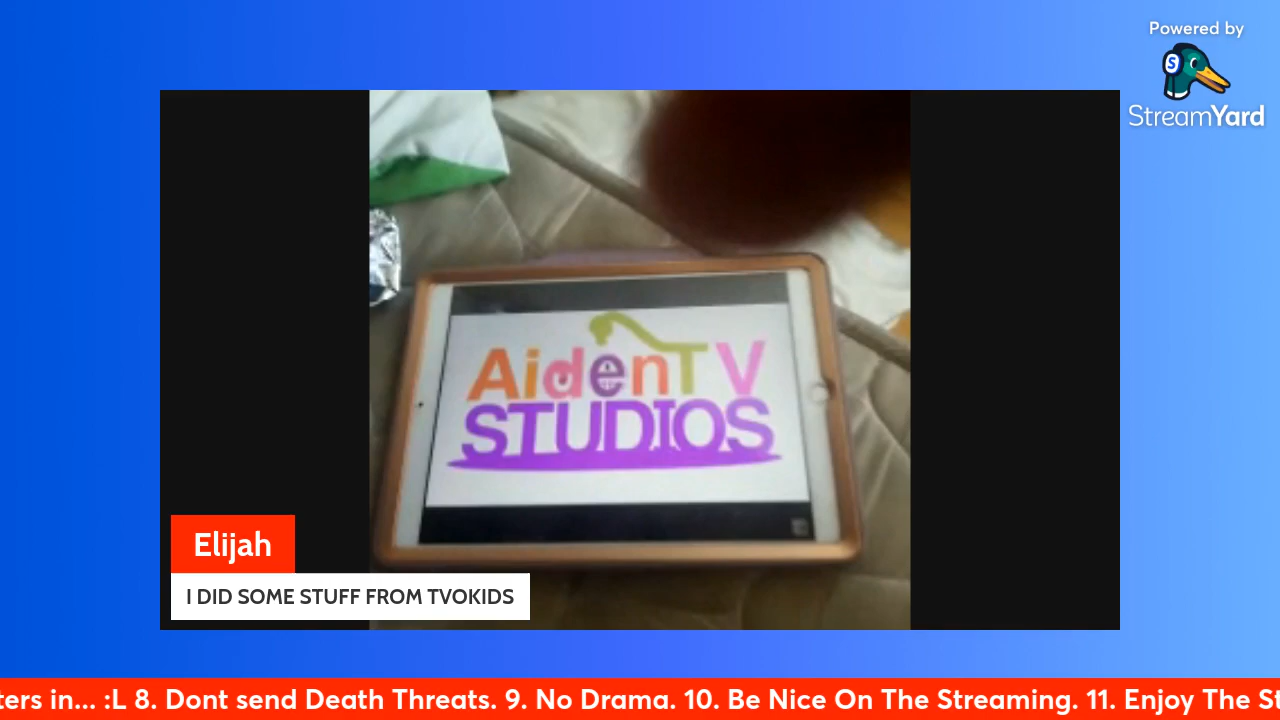 Powered by
S
StreamYard
AidenTV
STUDIOS
Elijah
I DID SOME STUFF FROM TVOKIDS
ters in... :L 8. Dont send Death Threats. 9. No Drama. 10. Be Nice On The Streaming. 11. Enjoy The St